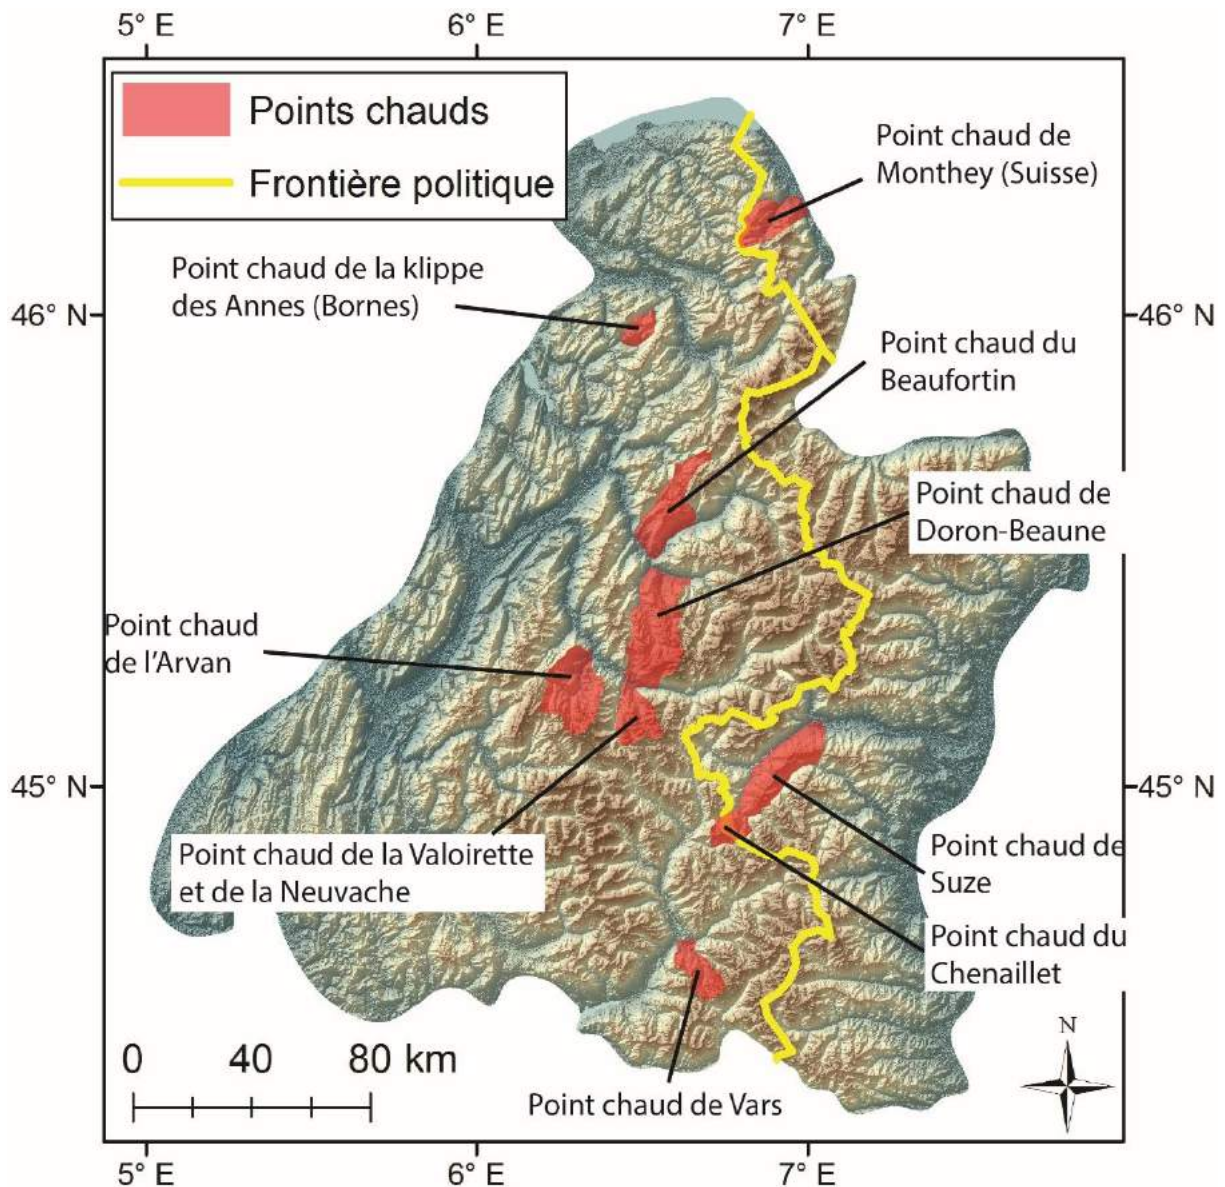 5° E
6° E
7° E
Points chauds
Frontière politique
Point chaud de
Monthey (Suisse)
Point chaud de la klippe
des Annes (Bornes)
46° N
46° N
Point chaud du
Beaufortin
Point chaud de
Doron-Beaune
Point chaud
de l'Arvan
45° N
45° N
Point chaud de la Valoirette
et de la Neuvache
Point chaud de
Suze
Point chaud du
Chenaillet
N
0 40 80 km
Point chaud de Vars
5° E
6° E
7° E